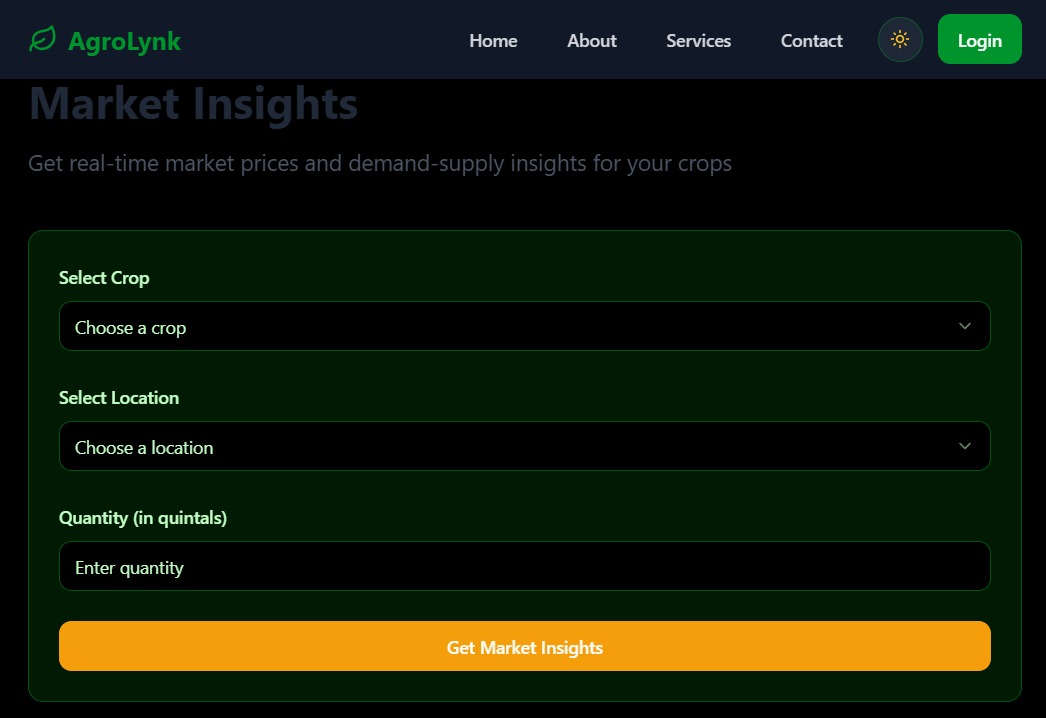 AgroLynk
Home About Services Contact Login
Market Insights
Get real-time market prices and demand-supply insights for your crops
Select Crop
Choose a crop
Select Location
Choose a location
Quantity (in quintals)
Enter quantity
Get Market Insights